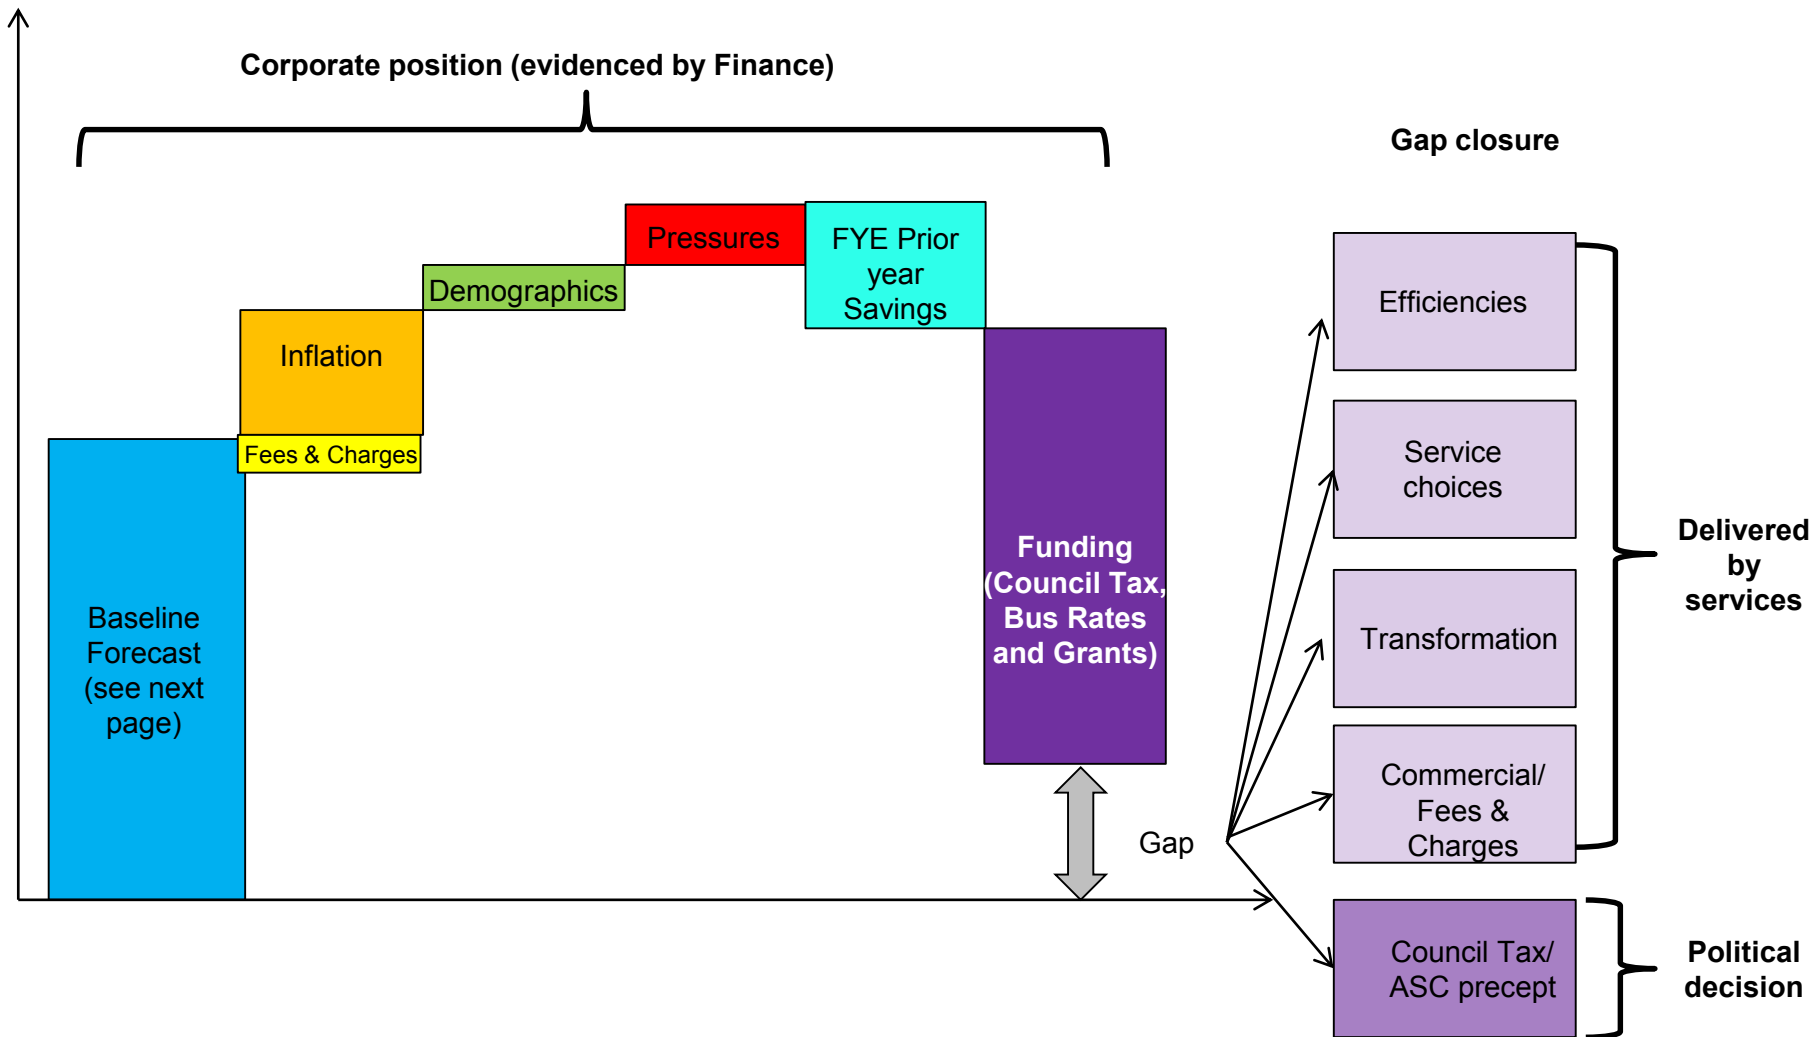 Corporate position (evidenced by Finance)
Gap closure
Pressures
FYE Prior
year
Savings
Demographics
Inflation
Fees & Charges
Baseline
Forecast
(see next
page)
Funding
(Council Tax,
Bus Rates
and Grants)
Gap
Efficiencies
Service
choices
Transformation
Commercial/
Fees &
Charges
Delivered
by
services
Council Tax/
ASC precept
Political
decision